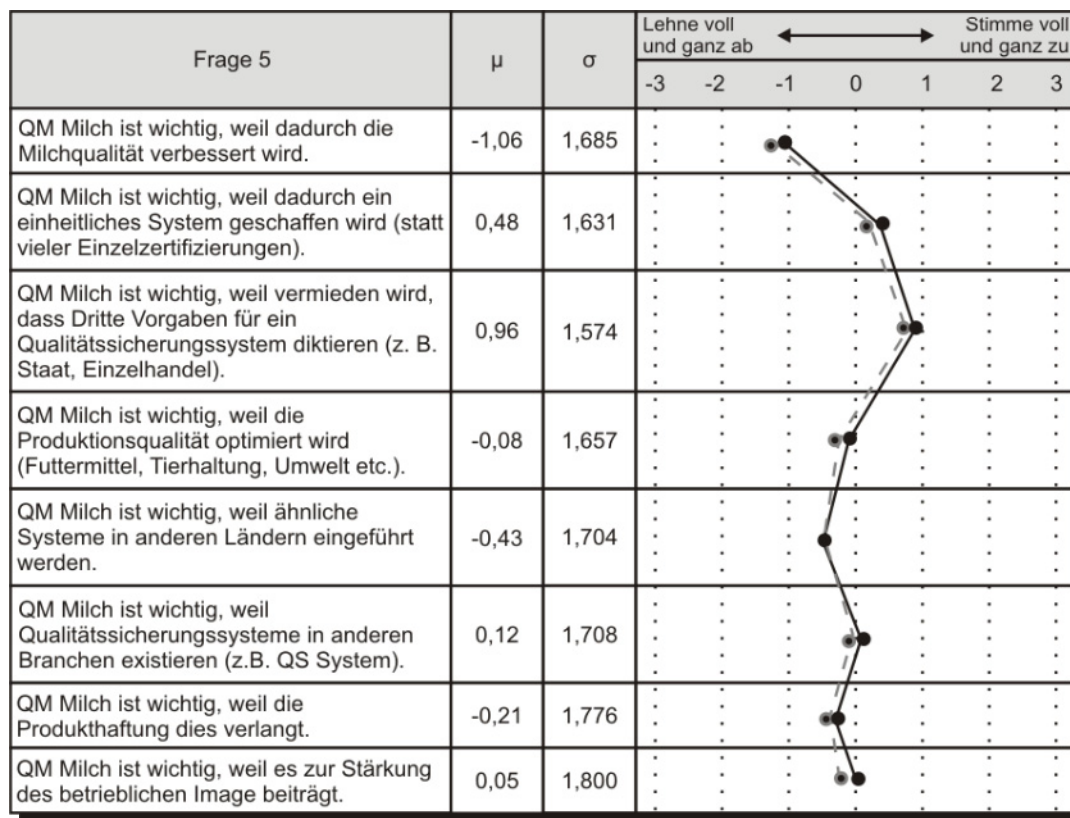 Frage 5
µ
σ
Lehne voll
und ganz ab
Stimme voll
und ganz zu
-3 -2 -1 0 1 2 3
QM Milch ist wichtig, weil dadurch die
Milchqualität verbessert wird.
-1,06
1,685
QM Milch ist wichtig, weil dadurch ein
einheitliches System geschaffen wird (statt
vieler Einzelzertifizierungen).
0,48
1,631
QM Milch ist wichtig, weil vermieden wird,
dass Dritte Vorgaben für ein
Qualitätssicherungssystem diktieren (z. B.
Staat, Einzelhandel).
0,96
1,574
QM Milch ist wichtig, weil die
Produktionsqualität optimiert wird
(Futtermittel, Tierhaltung, Umwelt etc.).
-0,08
1,657
QM Milch ist wichtig, weil ähnliche
Systeme in anderen Ländern eingeführt
werden.
-0,43
1,704
QM Milch ist wichtig, weil
Qualitätssicherungssysteme in anderen
Branchen existieren (z.B. QS System).
0,12
1,708
QM Milch ist wichtig, weil die
Produkthaftung dies verlangt.
-0,21
1,776
QM Milch ist wichtig, weil es zur Stärkung
des betrieblichen Image beiträgt.
0,05
1,800